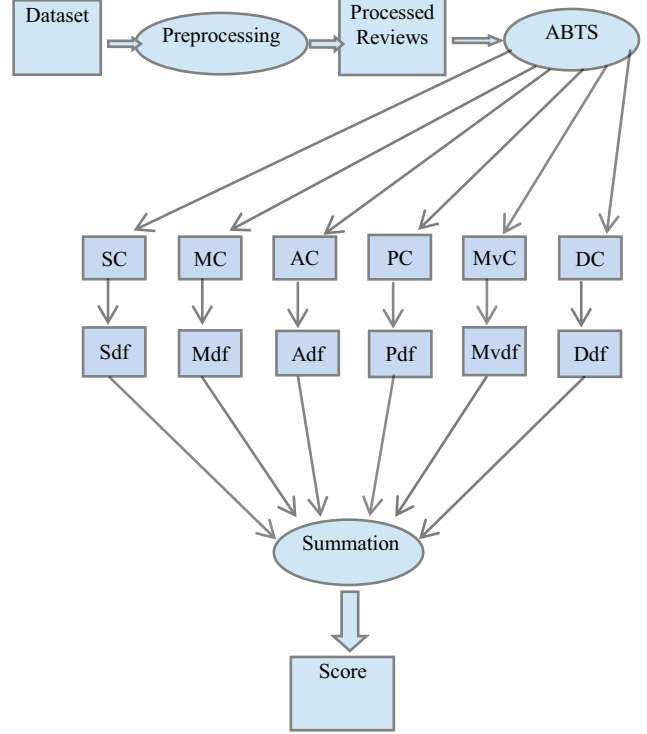 Dataset
Preprocessing
Processed
Reviews
ABTS
SC
MC
AC
PC
MvC
DC
Sdf
Mdf
Adf
Pdf
Mvdf
Ddf
Summation
Score